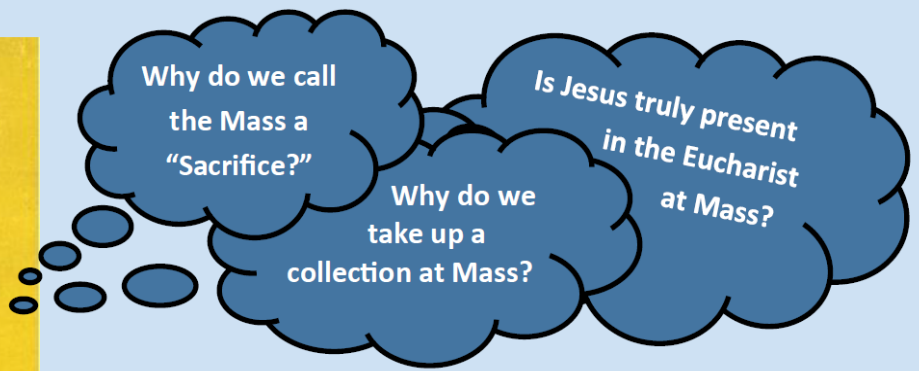 Why do we call
the Mass a
“Sacrifice?”
Is Jesus truly present
in the Eucharist
at Mass?
Why do we
take up a
collection at Mass?